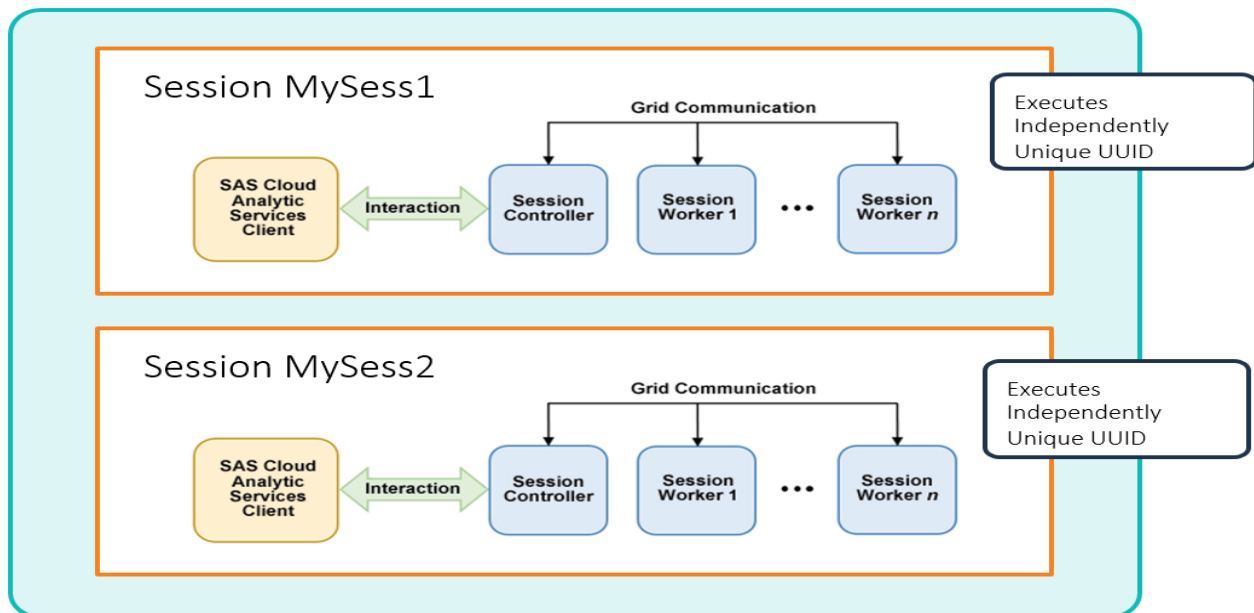 Session MySess1
Executes
Independently
Unique UUID
Grid Communication
SAS Cloud
Analytic
Services
Client
Interaction
Session
Controller
Session
Worker 1
•••
Session
Worker n
Session MySess2
Executes
Independently
Unique UUID
Grid Communication
SAS Cloud
Analytic
Services
Client
Interaction
Session
Controller
Session
Worker 1
•••
Session
Worker n